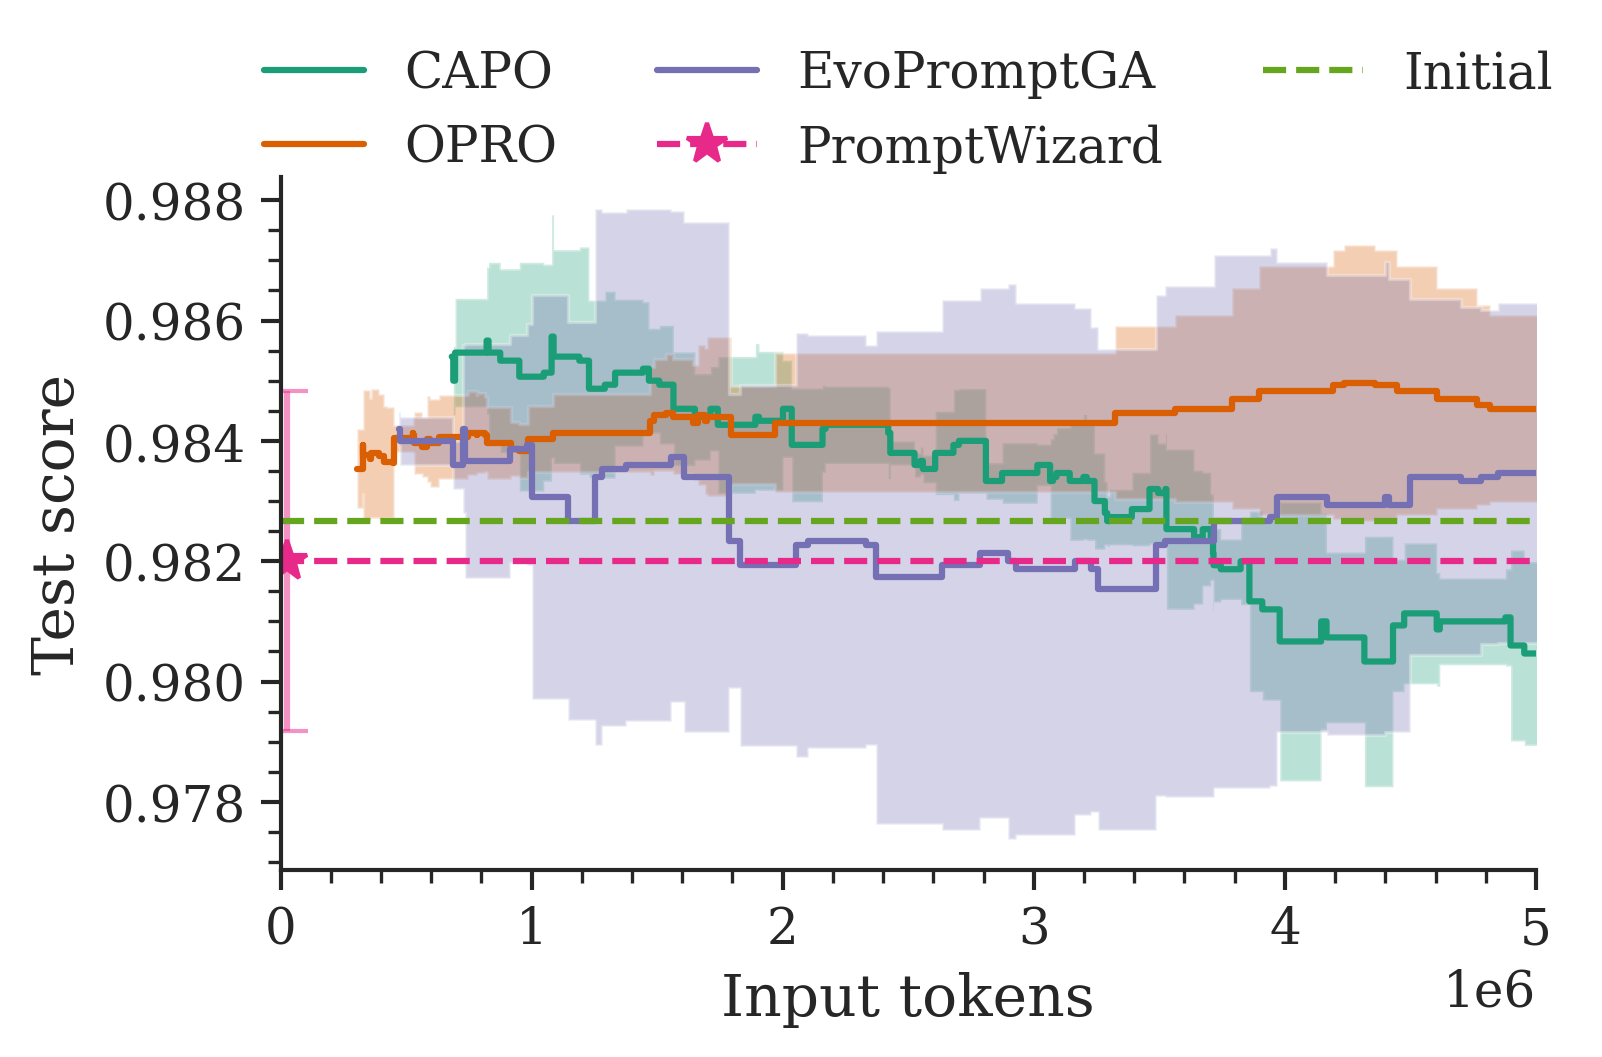 CAPO EvoPromptGA Initial
OPRO PromptWizard
0.988
0.986
0.984
0.982
0.980
0.978
Test score
0 1 2 3 4 5
1e6
Input tokens